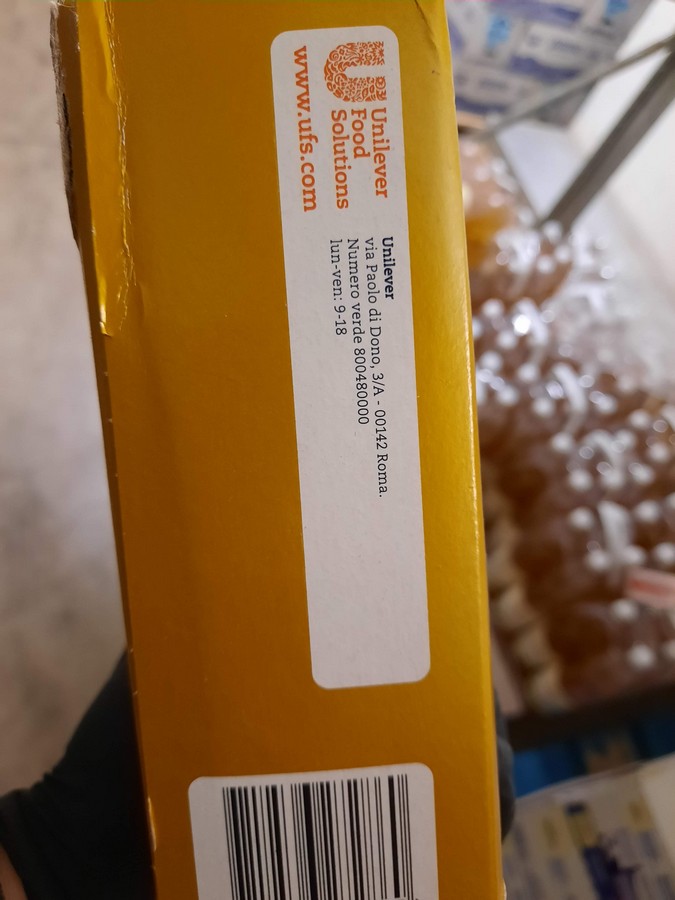 Unilever
Food
Solutions
www.ufs.com
Unilever
via Paolo di Dono, 3/A - 00142 Roma.
Numero verde 800480000
lun-ven: 9-18